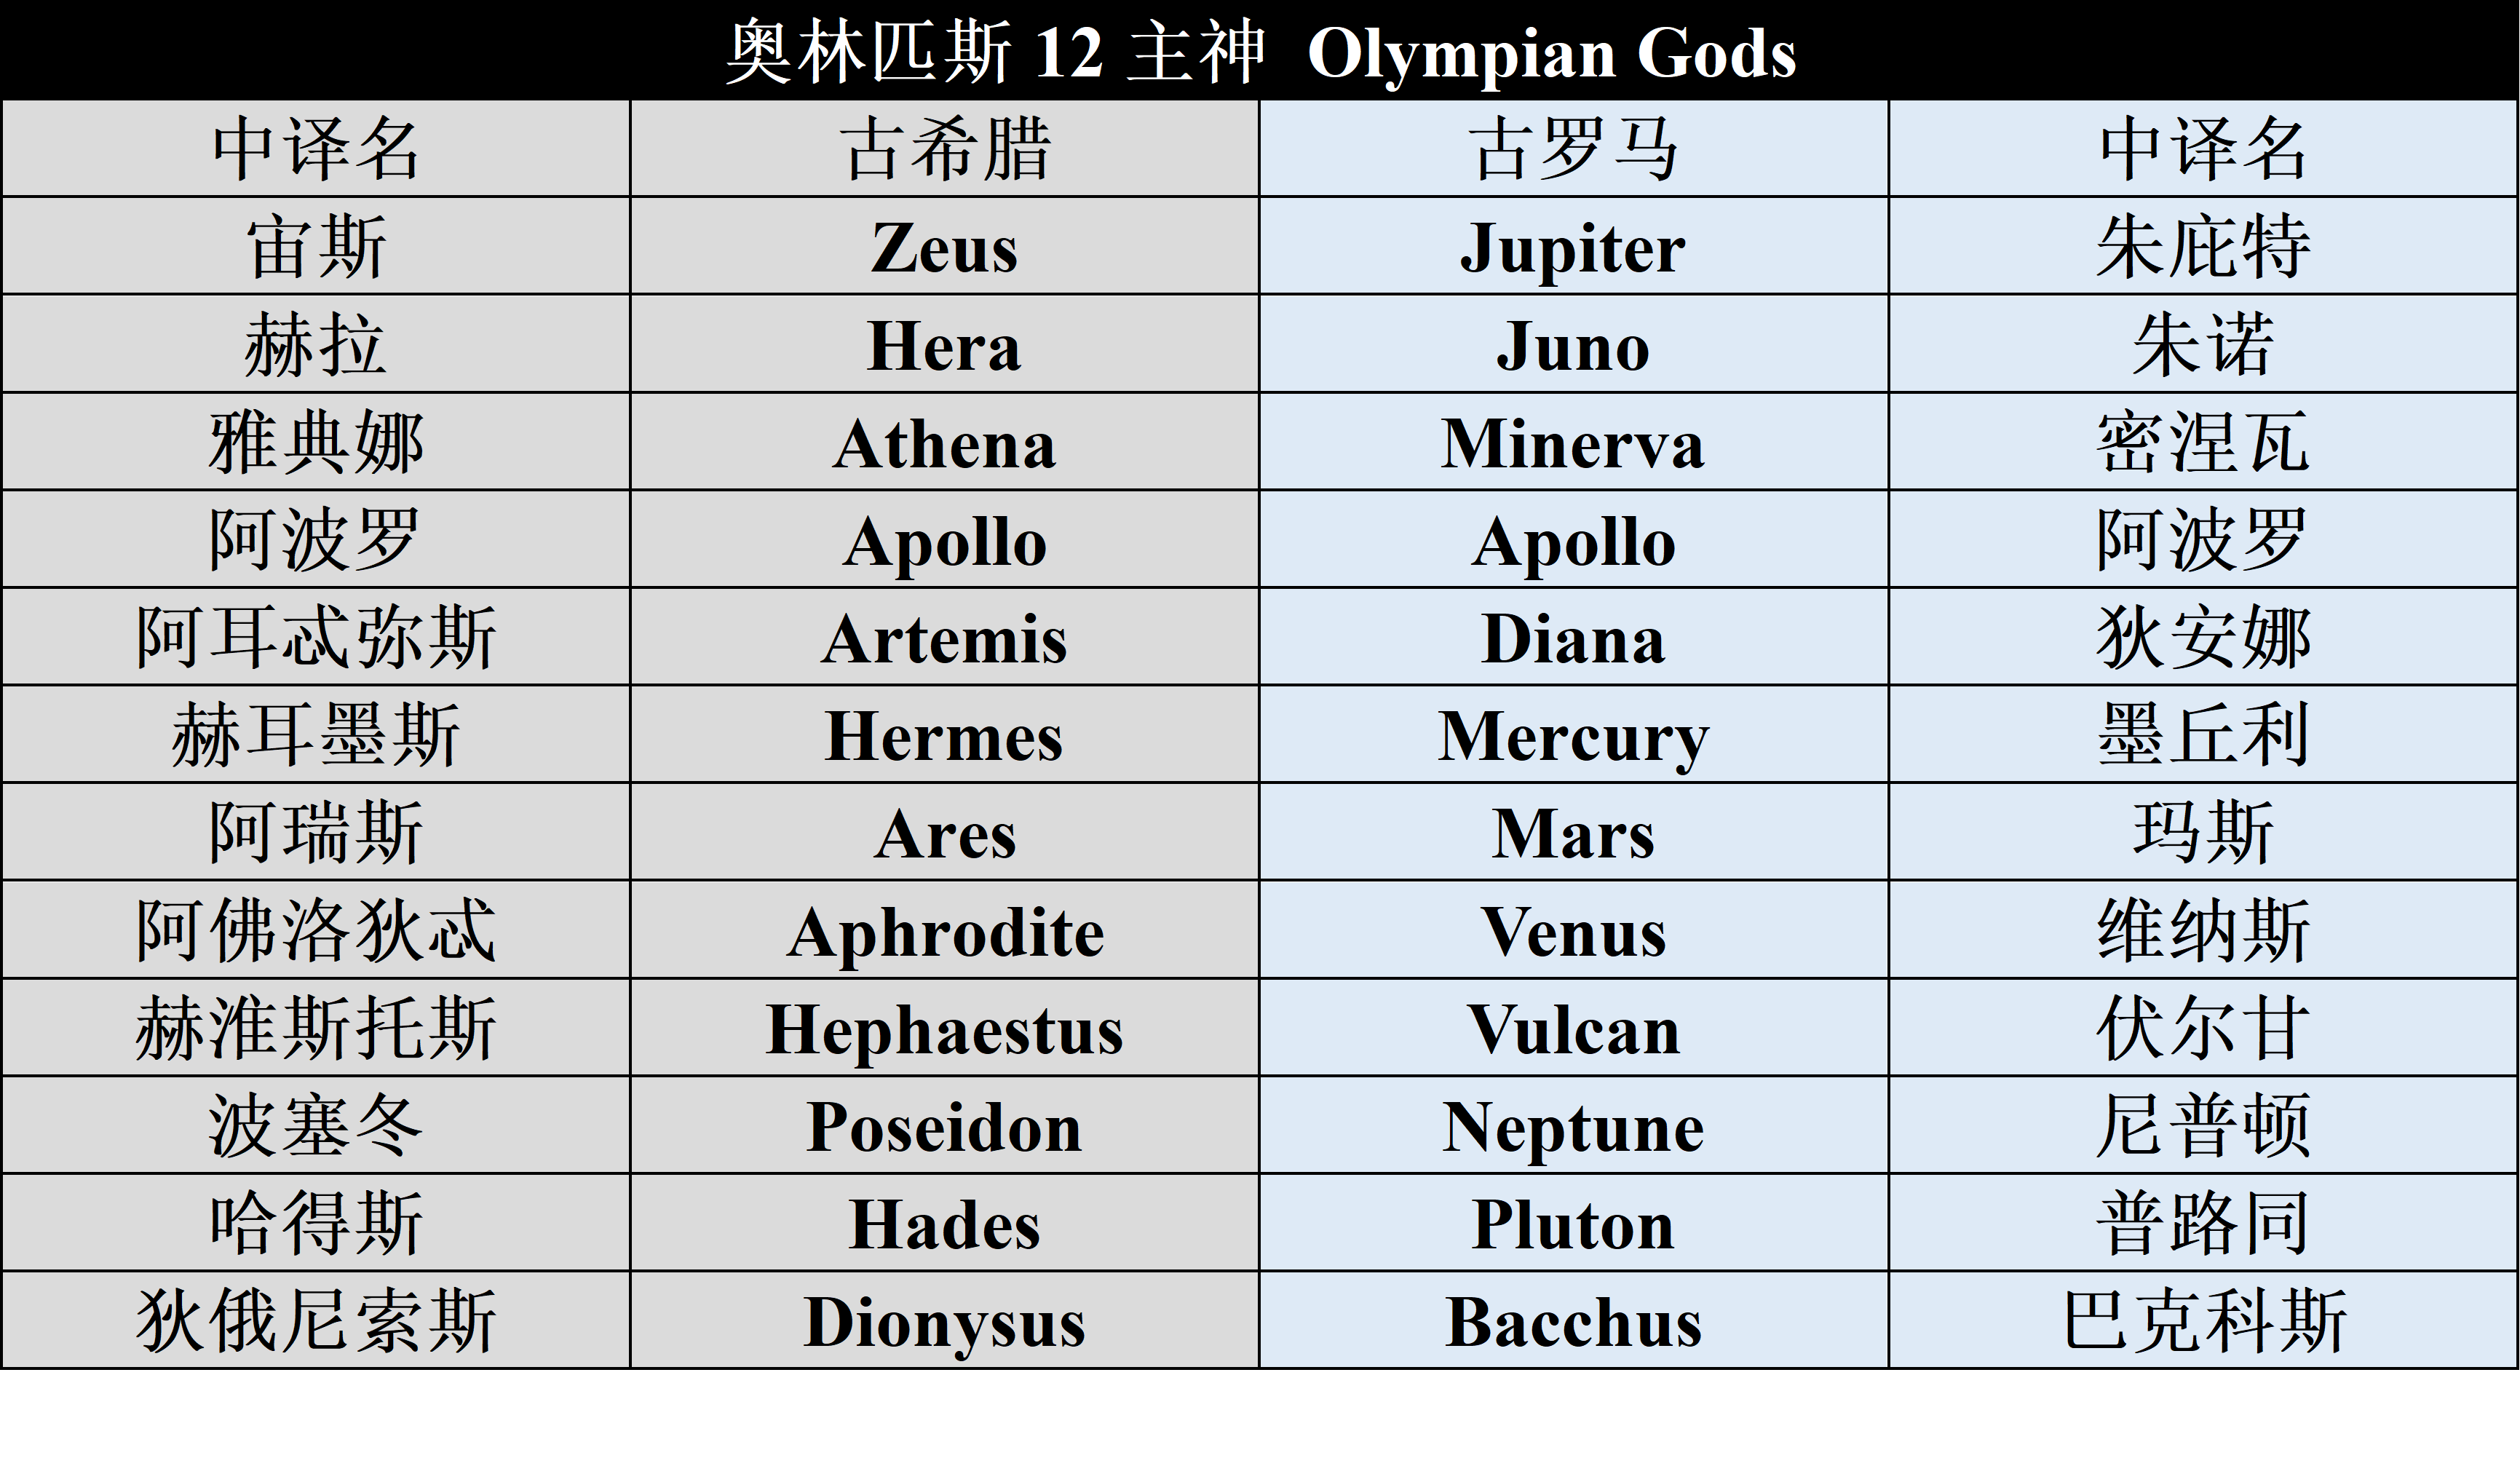 奥林匹斯 12 主神 Olympian Gods
中译名 古希腊 古罗马 中译名
宙斯 Zeus Jupiter 朱庇特
赫拉 Hera Juno 朱诺
雅典娜 Athena Minerva 密涅瓦
阿波罗 Apollo Apollo 阿波罗
阿耳忒弥斯 Artemis Diana 狄安娜
赫耳墨斯 Hermes Mercury 墨丘利
阿瑞斯 Ares Mars 玛斯
阿佛洛狄忒 Aphrodite Venus 维纳斯
赫淮斯托斯 Hephaestus Vulcan 伏尔甘
波塞冬 Poseidon Neptune 尼普顿
哈得斯 Hades Pluton 普路同
狄俄尼索斯 Dionysus Bacchus 巴克科斯